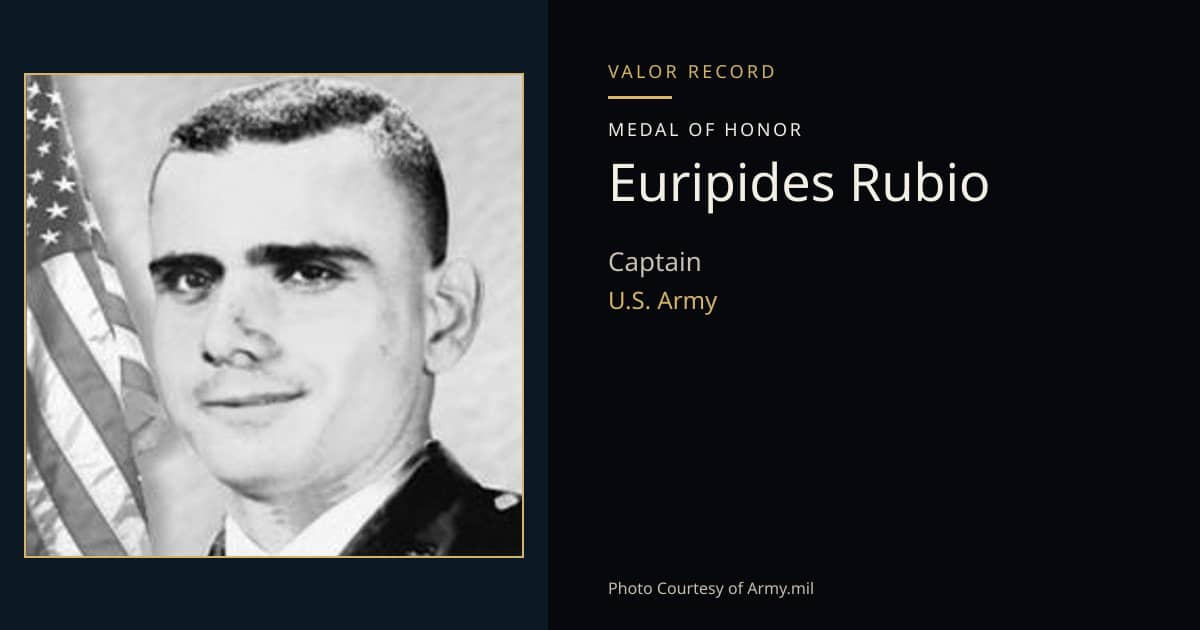 VALOR RECORD
MEDAL OF HONOR
Euripides Rubio
Captain
U.S. Army
Photo Courtesy of Army.mil